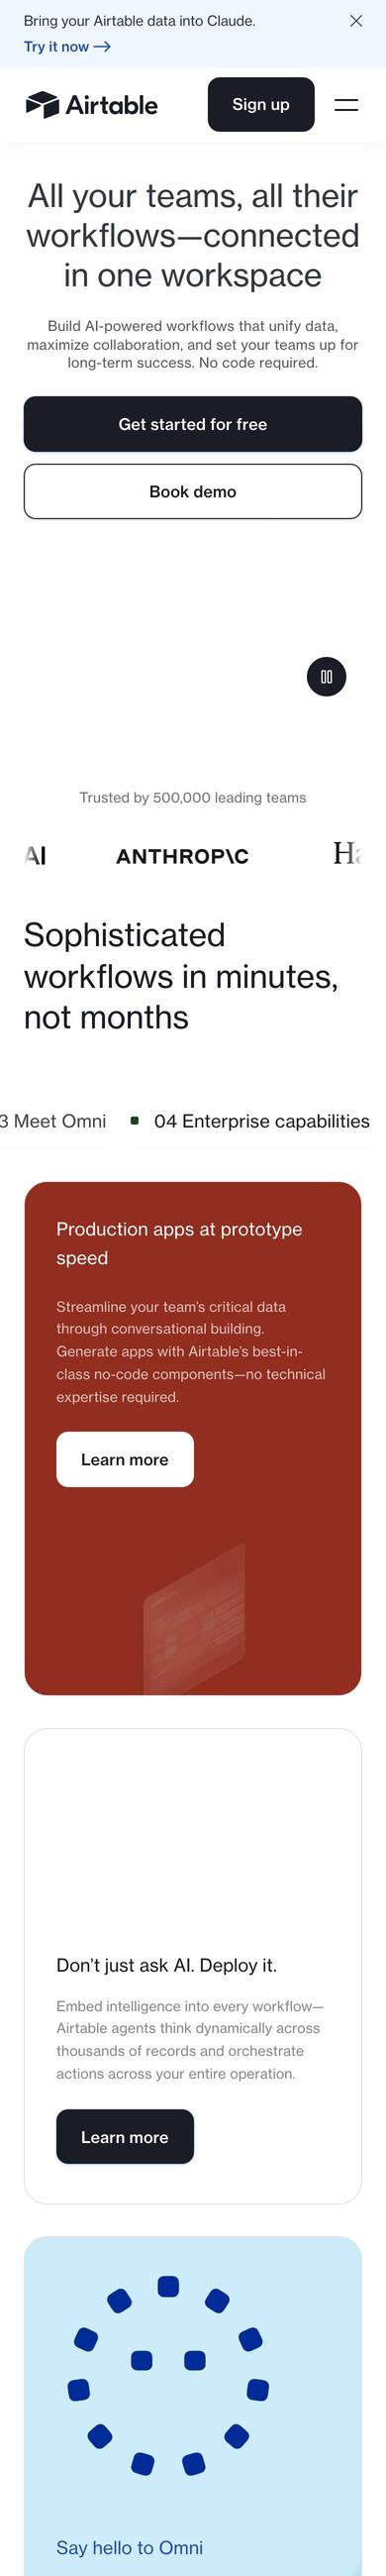 Bring your Airtable data into Claude.
Try it now
Airtable
Sign up
All your teams, all their
workflows—connected
in one workspace
Build AI-powered workflows that unify data,
maximize collaboration, and set your teams up for
long-term success. No code required.
Get started for free
Book demo
Trusted by 500,000 leading teams
AI ANTHROP\C Ha
Sophisticated
workflows in minutes,
not months
3 Meet Omni 04 Enterprise capabilities
Production apps at prototype
speed
Streamline your team’s critical data
through conversational building.
Generate apps with Airtable’s best-in-
class no-code components—no technical
expertise required.
Learn more
Don’t just ask AI. Deploy it.
Embed intelligence into every workflow—
Airtable agents think dynamically across
thousands of records and orchestrate
actions across your entire operation.
Learn more
Say hello to Omni